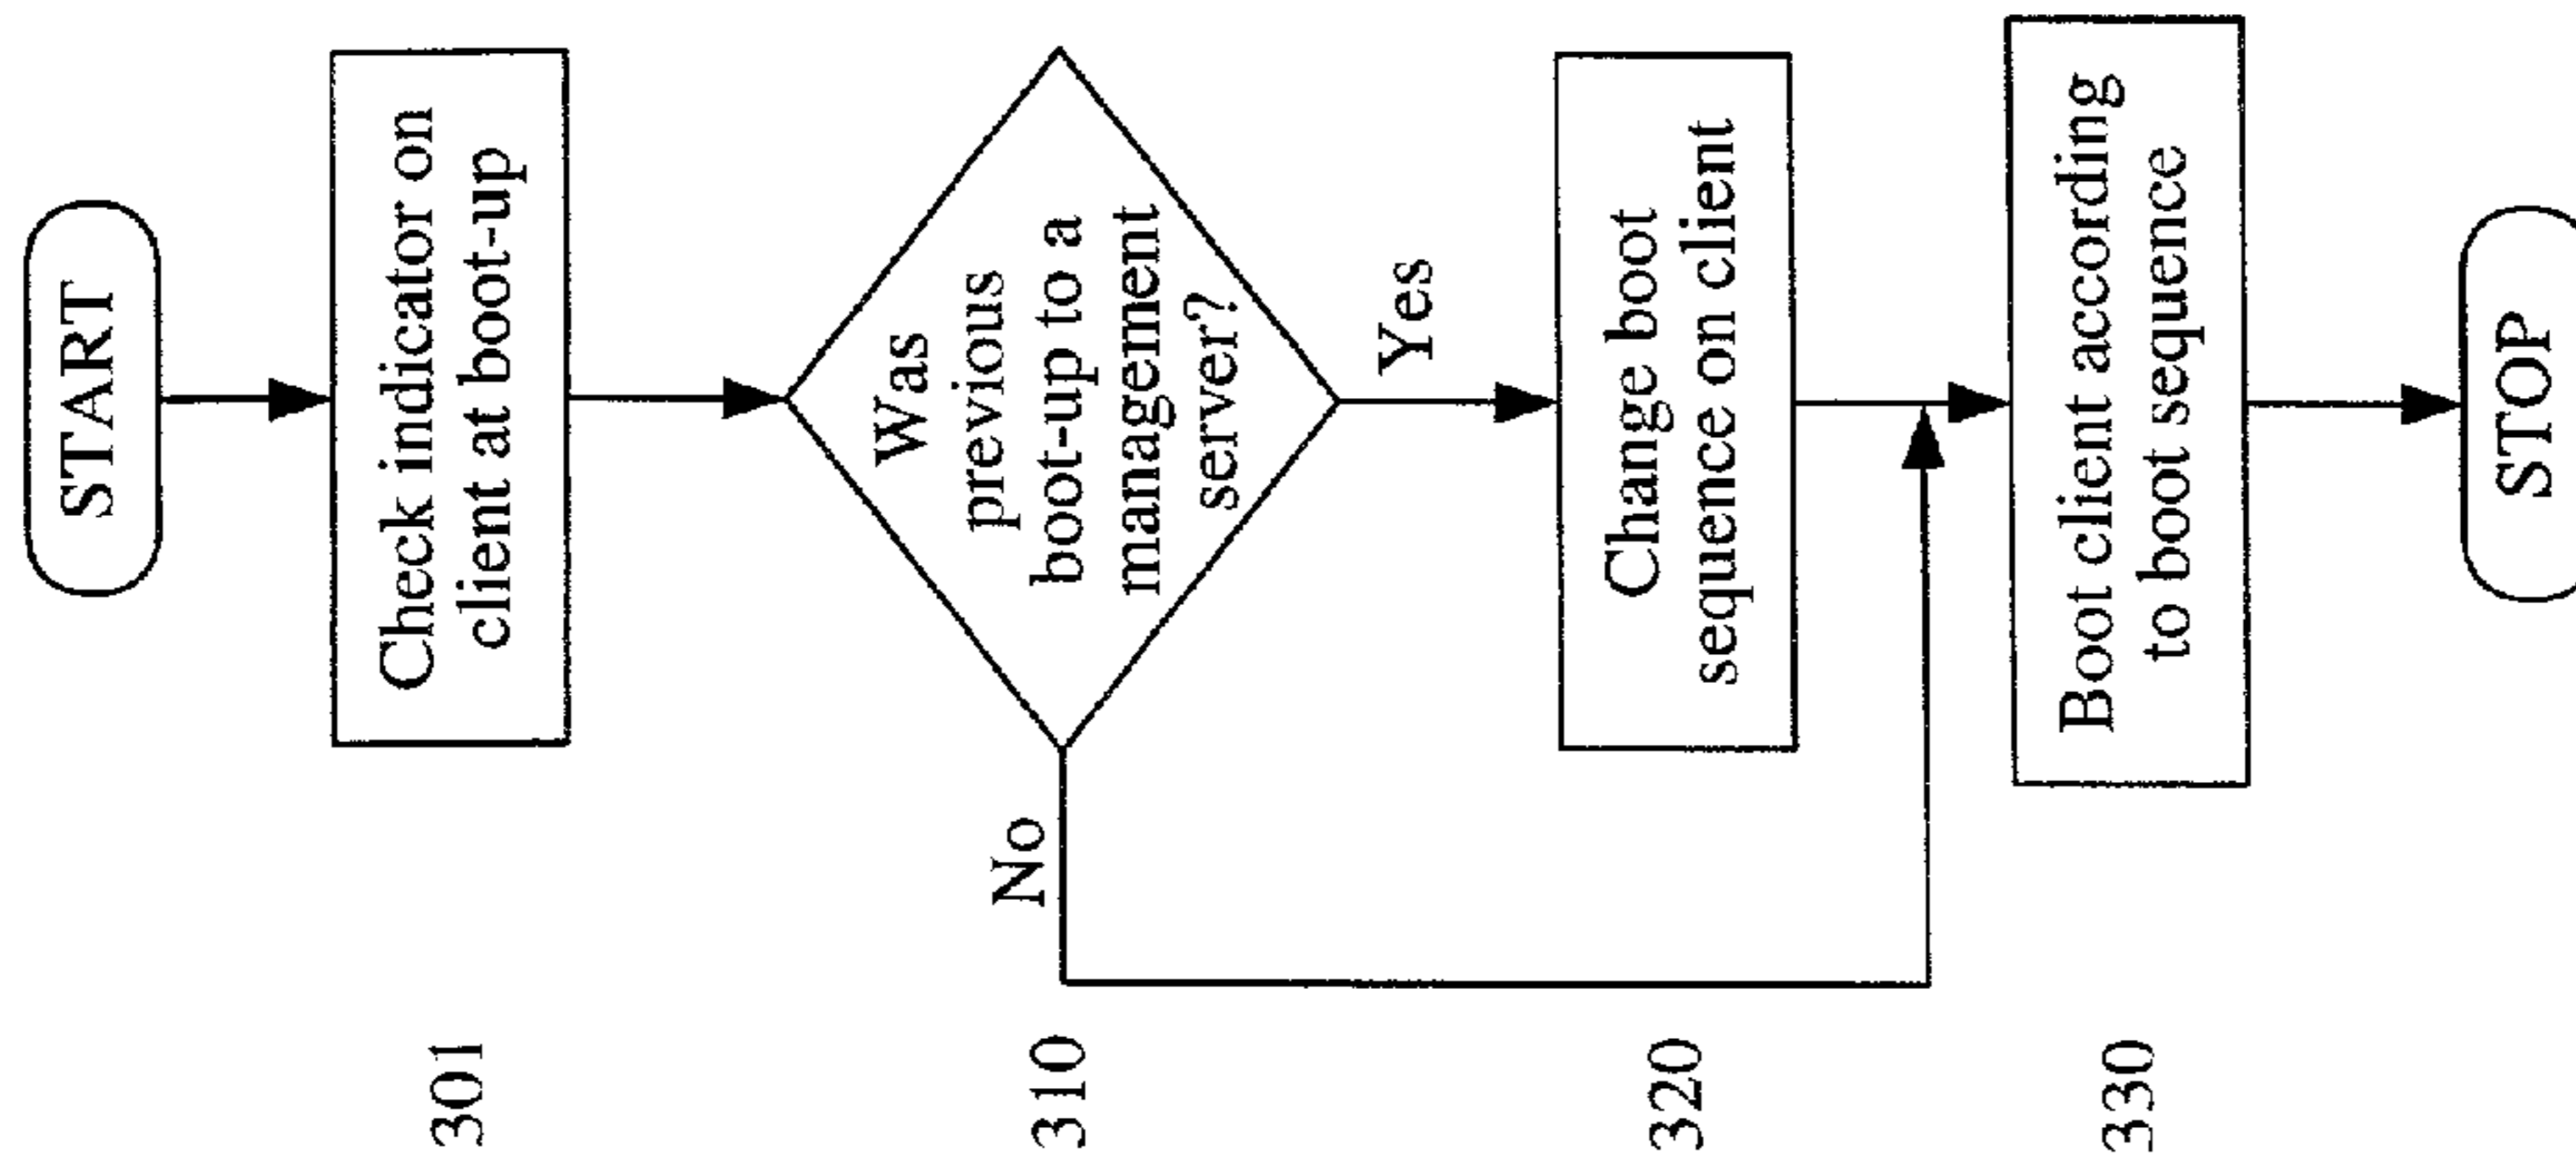 START
301
Check indicator on
client at boot-up
310
Was
previous
boot-up to a
management
server?
No
Yes
320
Change boot
sequence on client
330
Boot client according
to boot sequence
STOP